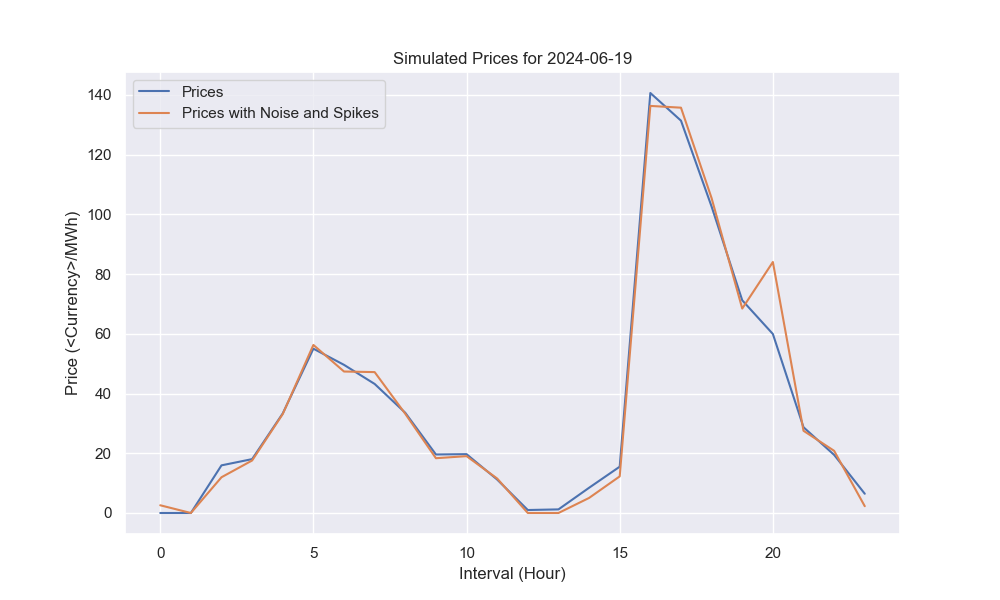 Simulated Prices for 2024-06-19
Prices
Prices with Noise and Spikes
Price (<Currency>/MWh)
140
120
100
80
60
40
20
0
0 5 10 15 20
Interval (Hour)